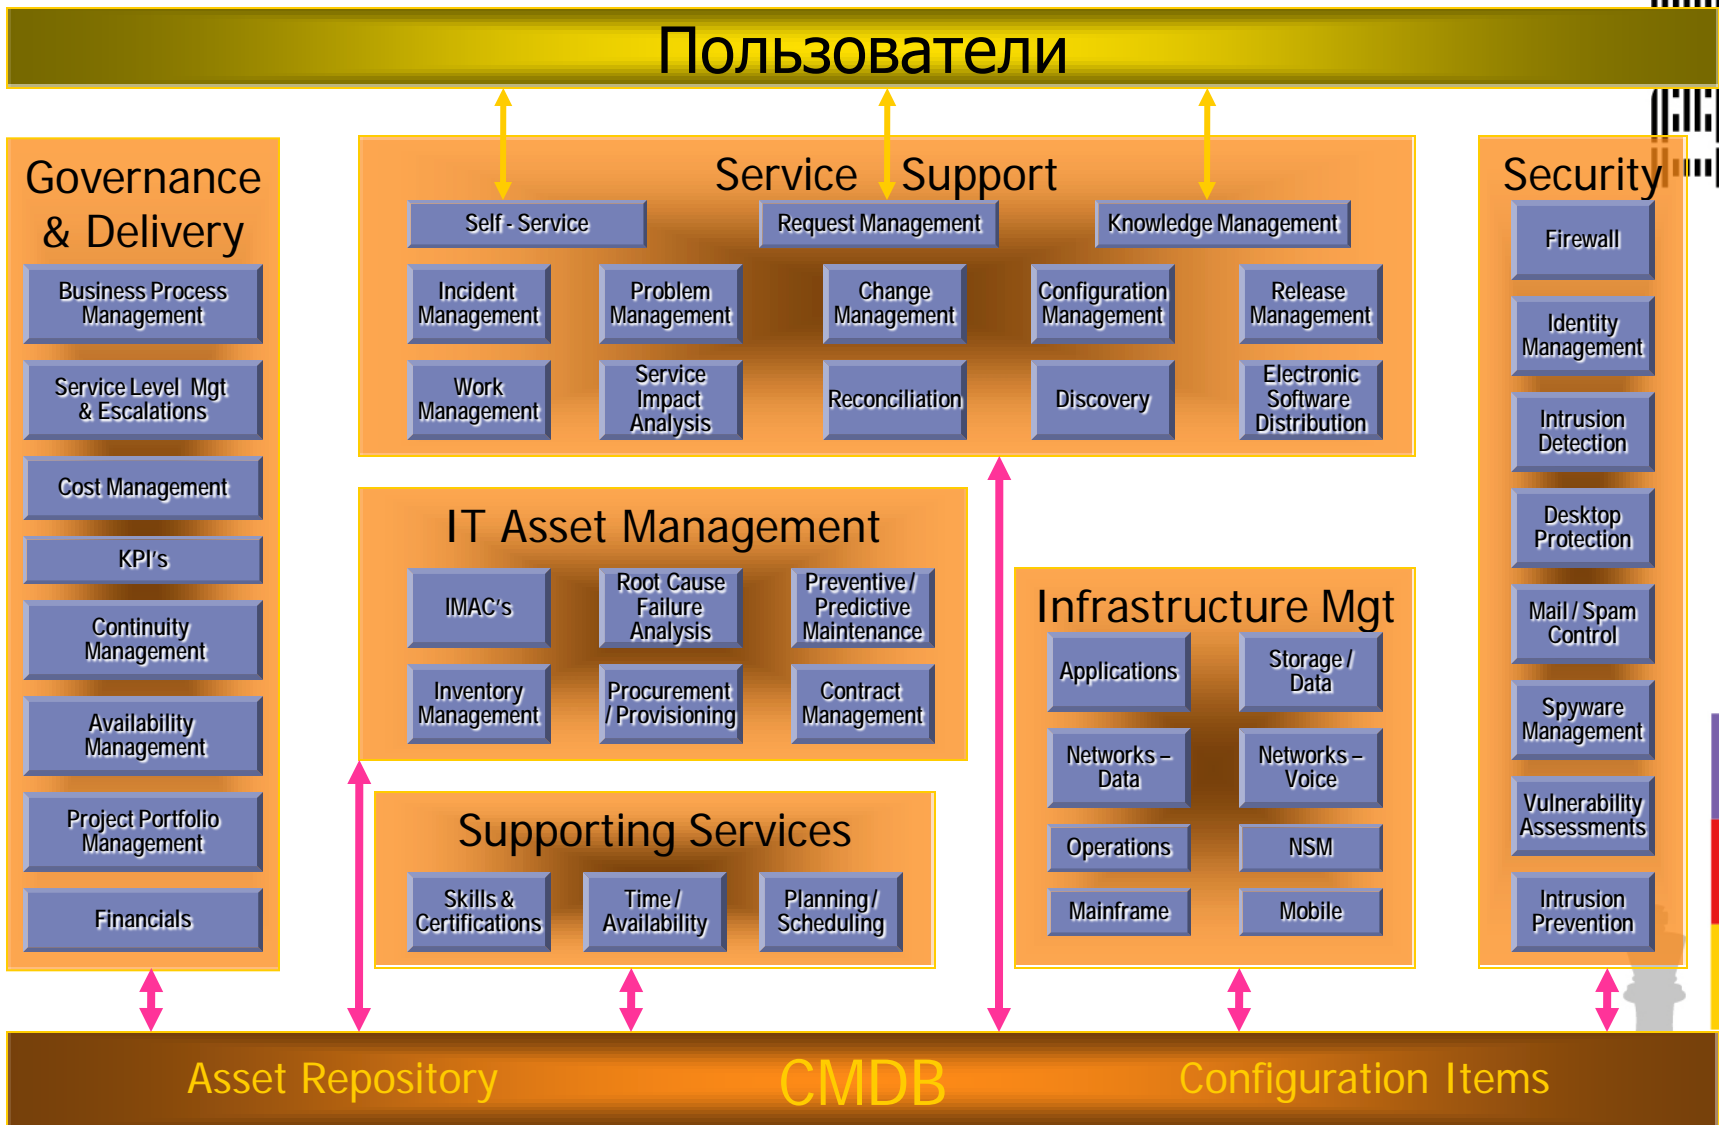 Пользователи
Governance
& Delivery
Business Process
Management
Service Level Mgt
& Escalations
Cost Management
KPI's
Continuity
Management
Availability
Management
Project Portfolio
Management
Financials
Service Support
Self - Service
Request Management
Knowledge Management
Incident
Management
Problem
Management
Change
Management
Configuration
Management
Release
Management
Work
Management
Service
Impact
Analysis
Reconciliation
Discovery
Electronic
Software
Distribution
IT Asset Management
IMAC's
Root Cause
Failure
Analysis
Preventive /
Predictive
Maintenance
Inventory
Management
Procurement
/ Provisioning
Contract
Management
Supporting Services
Skills &
Certifications
Time /
Availability
Planning /
Scheduling
Infrastructure Mgt
Applications
Storage /
Data
Networks –
Data
Networks –
Voice
Operations
NSM
Mainframe
Mobile
Security
Firewall
Identity
Management
Intrusion
Detection
Desktop
Protection
Mail / Spam
Control
Spyware
Management
Vulnerability
Assessments
Intrusion
Prevention
Asset Repository
CMDB
Configuration Items